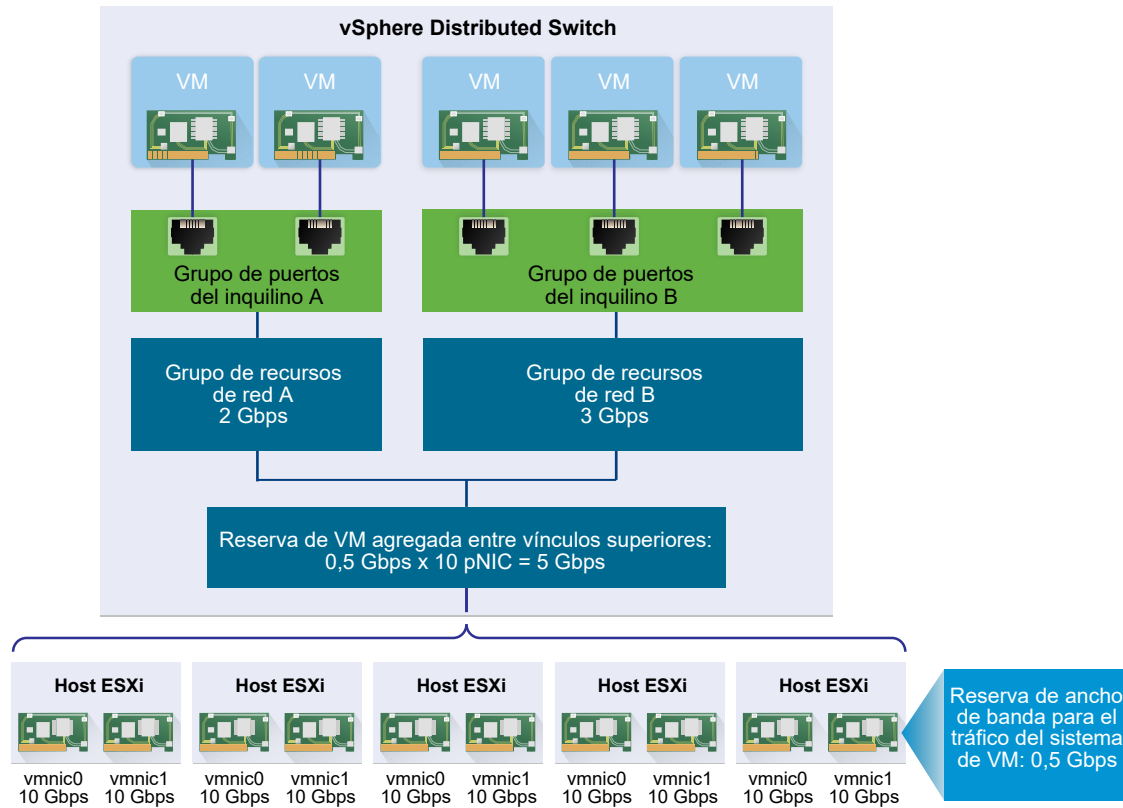 vSphere Distributed Switch
VM
VM
VM
VM
VM
Grupo de puertos
del inquilino A
Grupo de puertos
del inquilino B
Grupo de recursos
de red A
2 Gbps
Grupo de recursos
de red B
3 Gbps
Reserva de VM agregada entre vínculos superiores:
0,5 Gbps x 10 pNIC = 5 Gbps
Host ESXi
vmnic0
10 Gbps
vmnic1
10 Gbps
Host ESXi
vmnic0
10 Gbps
vmnic1
10 Gbps
Host ESXi
vmnic0
10 Gbps
vmnic1
10 Gbps
Host ESXi
vmnic0
10 Gbps
vmnic1
10 Gbps
Host ESXi
vmnic0
10 Gbps
vmnic1
10 Gbps
Reserva de ancho
de banda para el
tráfico del sistema
de VM: 0,5 Gbps